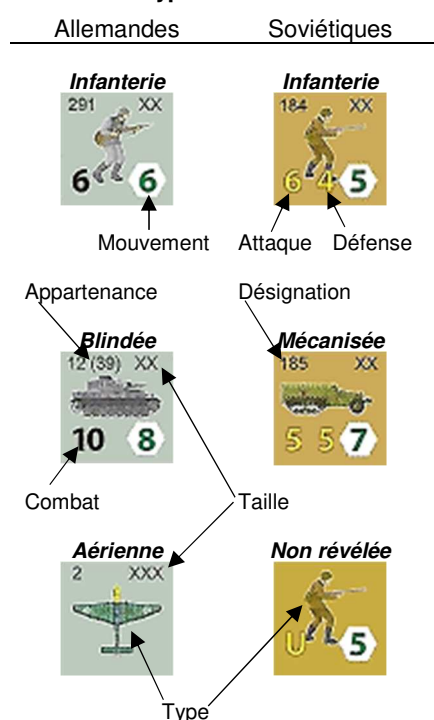 Allemandes Soviétiques
Infanterie Infanterie
291 XX 184 XX
6 6 6 4 5
Mouvement Attaque Défense
Appartenance Désignation
Blindée Mécanisée
12 (39) XX 185 XX
10 8 5 5 7
Combat Taille
Aérienne Non révélée
2 XXX
U 5
Type